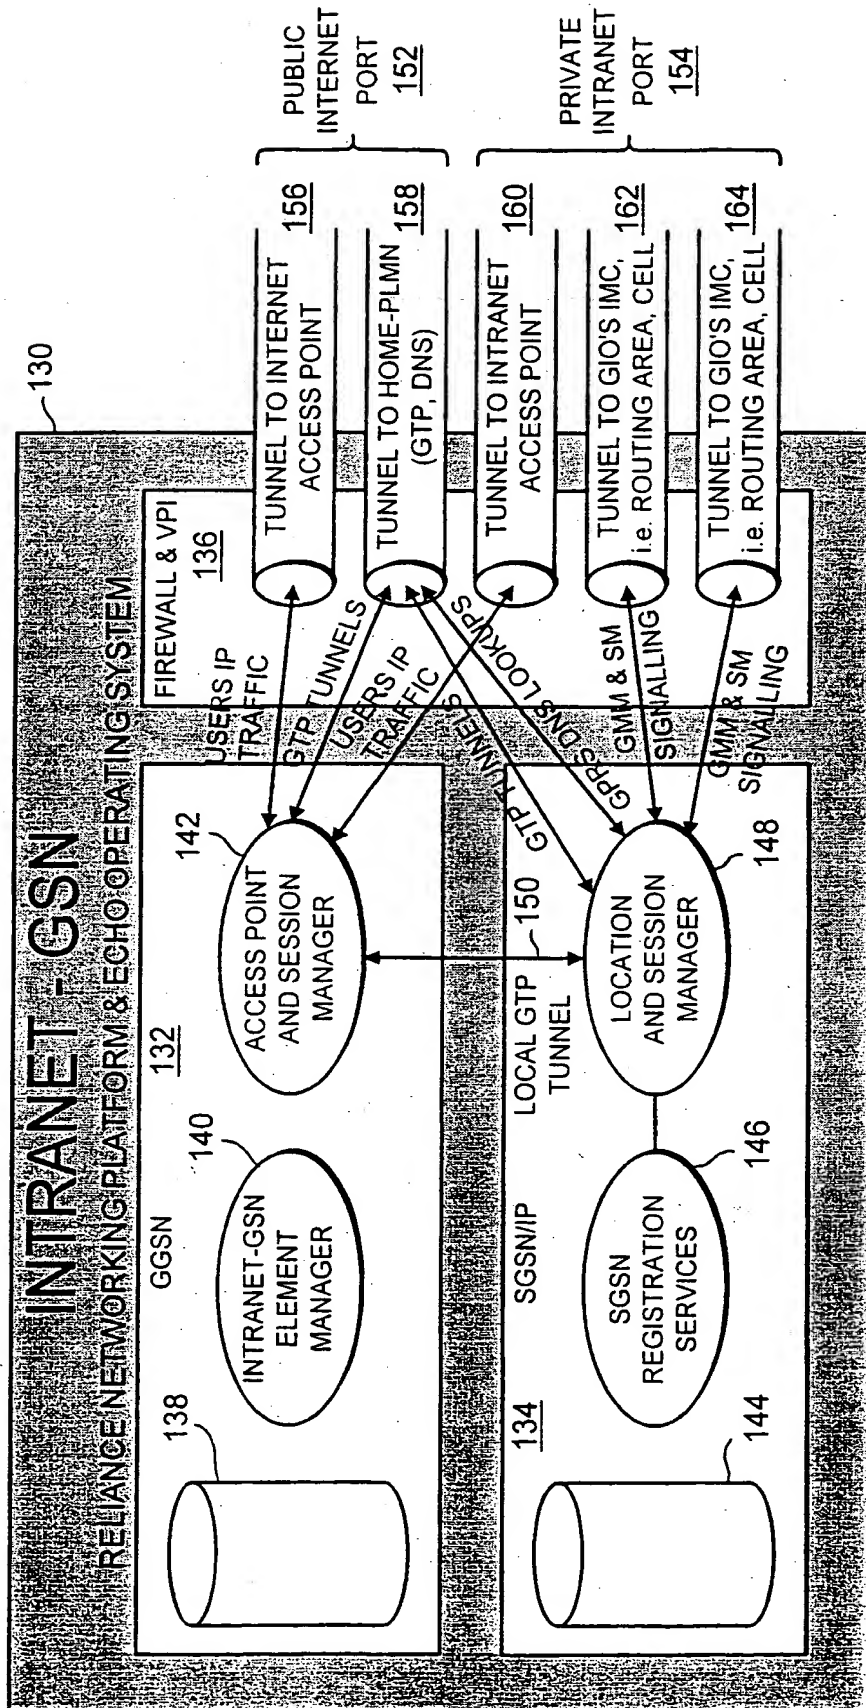 INTRANET - GSN
RELIANCE NETWORKING PLATFORM & ECHO OPERATING SYSTEM
130
GGSN
132
138
INTRANET-GSN
ELEMENT
MANAGER
140
ACCESS POINT
AND SESSION
MANAGER
142
SGSN/IP
134
144
SGSN
REGISTRATION
SERVICES
146
LOCATION
AND SESSION
MANAGER
148
LOCAL GTP
TUNNEL
150
FIREWALL & VPI
136
USERS IP
TRAFFIC
GTP TUNNELS
USERS IP
TRAFFIC
GTP TUNNELS
GPRS DNS LOOKUPS
GMM & SM
SIGNALLING
GMM & SM
SIGNALLING
TUNNEL TO INTERNET
ACCESS POINT
156
TUNNEL TO HOME-PLMN
(GTP, DNS)
158
TUNNEL TO INTRANET
ACCESS POINT
160
TUNNEL TO GIO'S IMC,
i.e. ROUTING AREA, CELL
162
TUNNEL TO GIO'S IMC,
i.e. ROUTING AREA, CELL
164
PUBLIC
INTERNET
PORT
152
PRIVATE
INTRANET
PORT
154